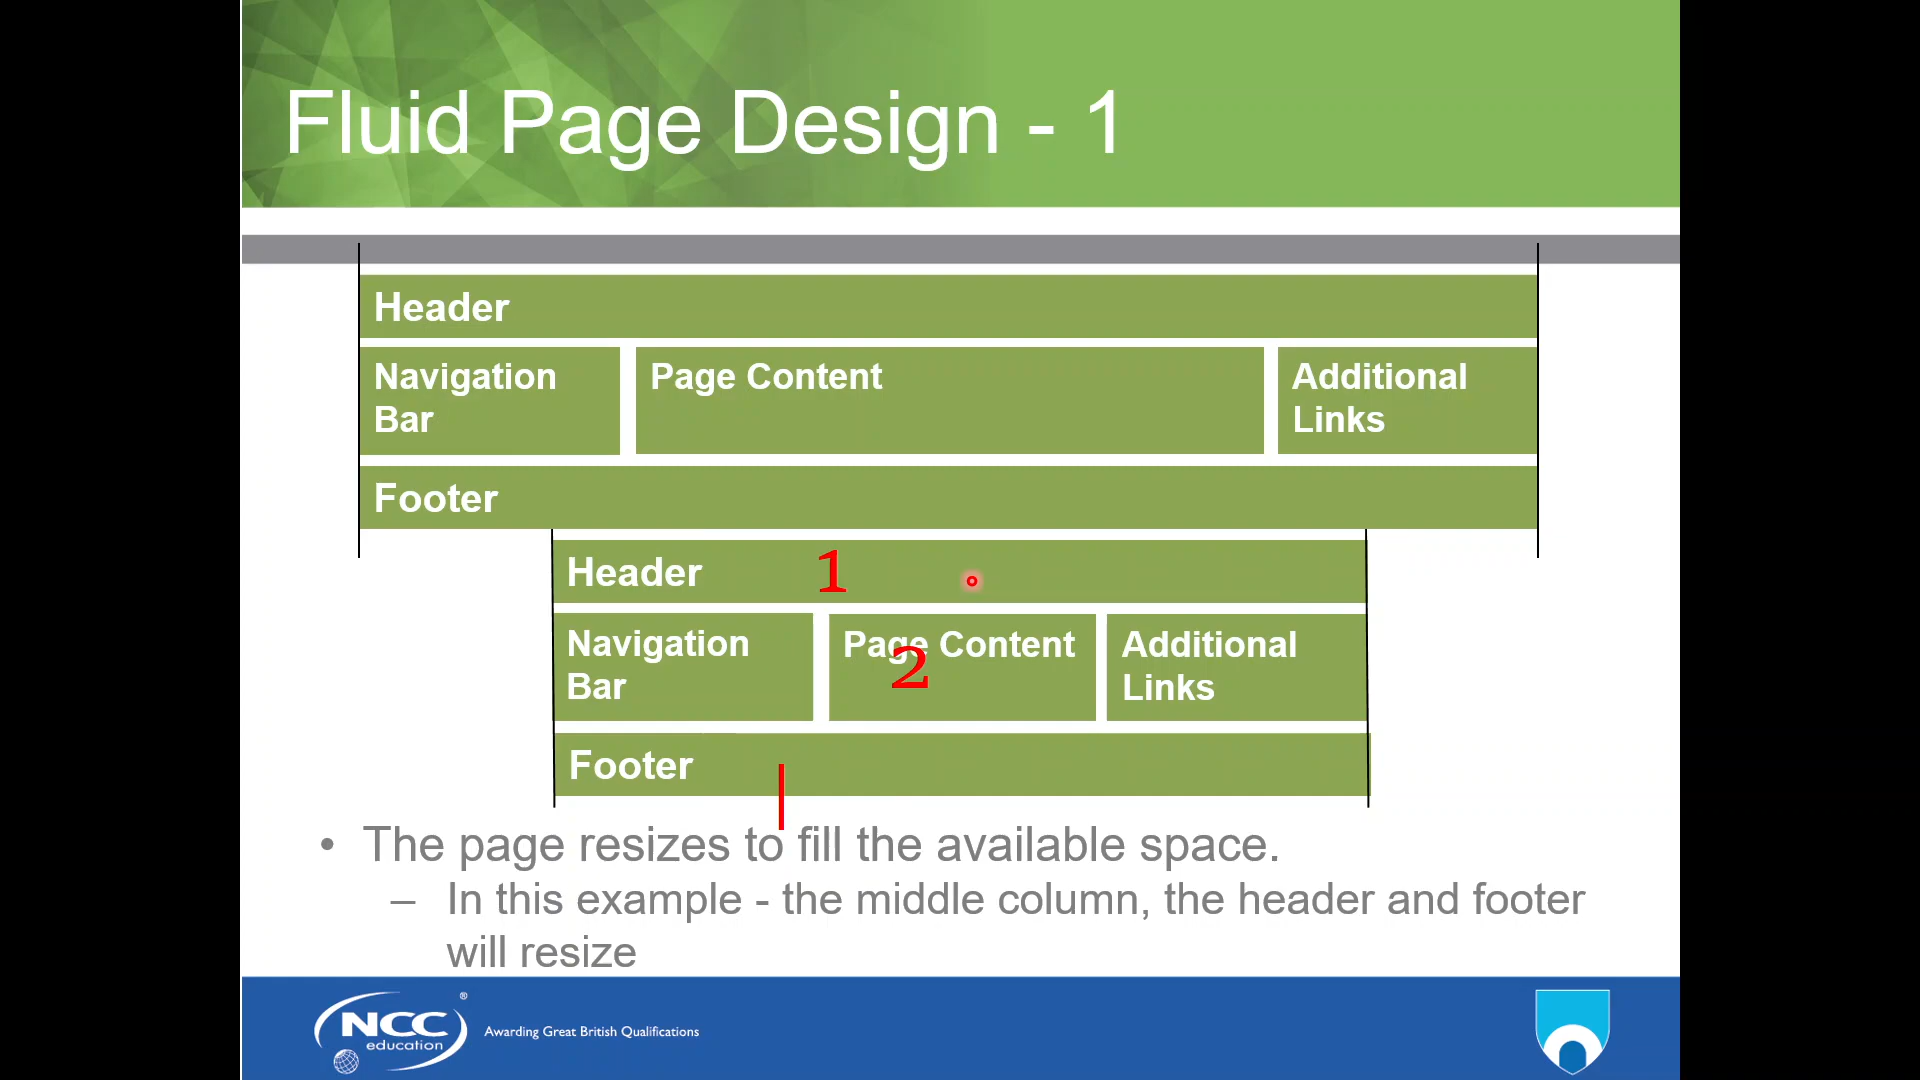 Fluid Page Design - 1
Header
Navigation Bar
Page Content
Additional Links
Footer
Header 1
Navigation Bar
Page Content
2
Additional Links
Footer
• The page resizes to fill the available space.
– In this example - the middle column, the header and footer
will resize
NCC ®
education
Awarding Great British Qualifications